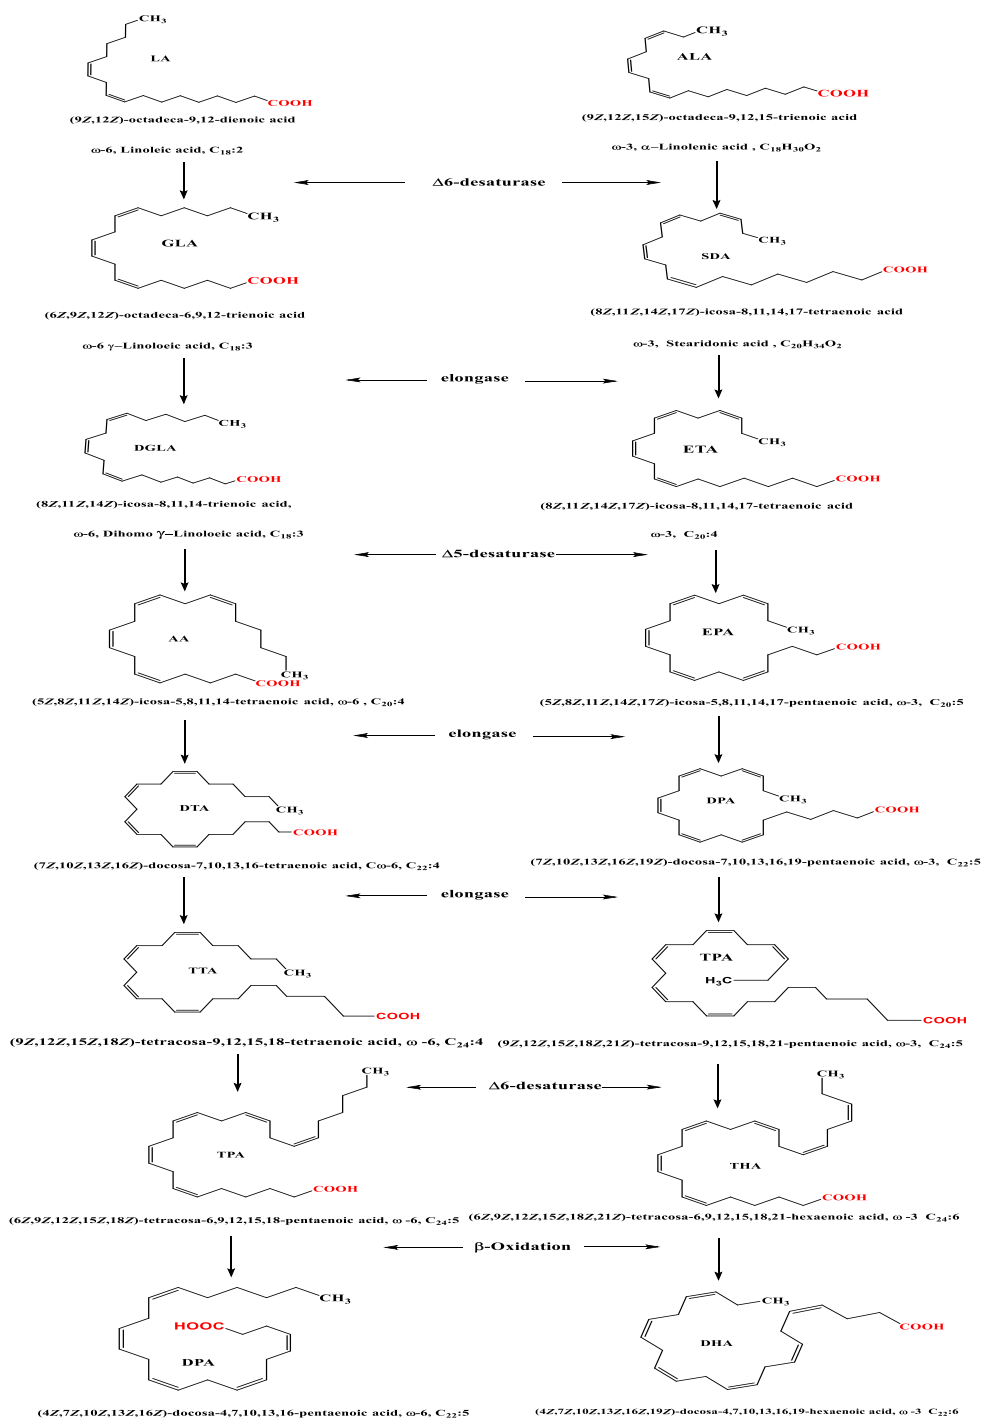 CH₃
LA
COOH
(9Z,12Z)-octadeca-9,12-dienoic acid
ω-6, Linoleic acid, C₁₈:2
CH₃
ALA
COOH
(9Z,12Z,15Z)-octadeca-9,12,15-trienoic acid
ω-3, α–Linolenic acid , C₁₈H₃₀O₂
Δ6-desaturase
CH₃
GLA
COOH
(6Z,9Z,12Z)-octadeca-6,9,12-trienoic acid
ω-6 γ–Linoloeic acid, C₁₈:3
CH₃
SDA
COOH
(8Z,11Z,14Z,17Z)-icosa-8,11,14,17-tetraenoic acid
ω-3, Stearidonic acid , C₂₀H₃₄O₂
elongase
CH₃
DGLA
COOH
(8Z,11Z,14Z)-icosa-8,11,14-trienoic acid,
ω-6, Dihomo γ–Linoloeic acid, C₁₈:3
CH₃
ETA
COOH
(8Z,11Z,14Z,17Z)-icosa-8,11,14,17-tetraenoic acid
ω-3, C₂₀:4
Δ5-desaturase
AA
CH₃
COOH
(5Z,8Z,11Z,14Z)-icosa-5,8,11,14-tetraenoic acid, ω-6 , C₂₀:4
EPA
CH₃
COOH
(5Z,8Z,11Z,14Z,17Z)-icosa-5,8,11,14,17-pentaenoic acid, ω-3, C₂₀:5
elongase
DTA
CH₃
COOH
(7Z,10Z,13Z,16Z)-docosa-7,10,13,16-tetraenoic acid, Cω-6, C₂₂:4
DPA
CH₃
COOH
(7Z,10Z,13Z,16Z,19Z)-docosa-7,10,13,16,19-pentaenoic acid, ω-3, C₂₂:5
elongase
TTA
CH₃
COOH
(9Z,12Z,15Z,18Z)-tetracosa-9,12,15,18-tetraenoic acid, ω -6, C₂₄:4
TPA
H₃C
COOH
(9Z,12Z,15Z,18Z,21Z)-tetracosa-9,12,15,18,21-pentaenoic acid, ω-3, C₂₄:5
Δ6-desaturase
CH₃
TPA
COOH
(6Z,9Z,12Z,15Z,18Z)-tetracosa-6,9,12,15,18-pentaenoic acid, ω -6, C₂₄:5
CH₃
THA
COOH
(6Z,9Z,12Z,15Z,18Z,21Z)-tetracosa-6,9,12,15,18,21-hexaenoic acid, ω -3 C₂₄:6
β-Oxidation
CH₃
HOOC
DPA
(4Z,7Z,10Z,13Z,16Z)-docosa-4,7,10,13,16-pentaenoic acid, ω-6, C₂₂:5
CH₃
COOH
DHA
(4Z,7Z,10Z,13Z,16Z,19Z)-docosa-4,7,10,13,16,19-hexaenoic acid, ω -3 C₂₂:6